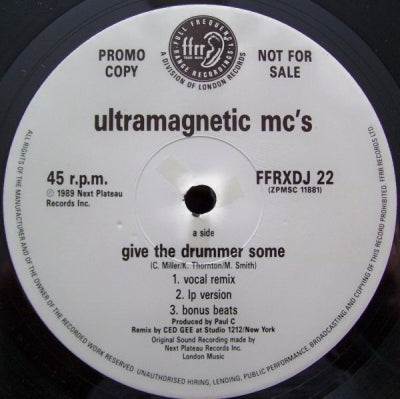 FULL FREQUENCY
RANGE RECORDINGS
ffrr
A DIVISION OF LONDON RECORDS
PROMO
COPY
NOT FOR
SALE
ultramagnetic mc's
45 r.p.m.
℗ 1989 Next Plateau
Records Inc.
FFRXDJ 22
(ZPMSC 11881)
a side
give the drummer some
(C. Miller/K. Thornton/M. Smith)
1. vocal remix
2. lp version
3. bonus beats
Produced by Paul C
Remix by CED GEE at Studio 1212/New York
Original Sound Recording made by
Next Plateau Records Inc.
London Music
ALL RIGHTS OF THE MANUFACTURER AND OF THE OWNER OF THE RECORDED WORK RESERVED. UNAUTHORISED HIRING, LENDING, PUBLIC PERFORMANCE, BROADCASTING AND COPYING OF THIS RECORD PROHIBITED. FFRR RECORDS LTD.